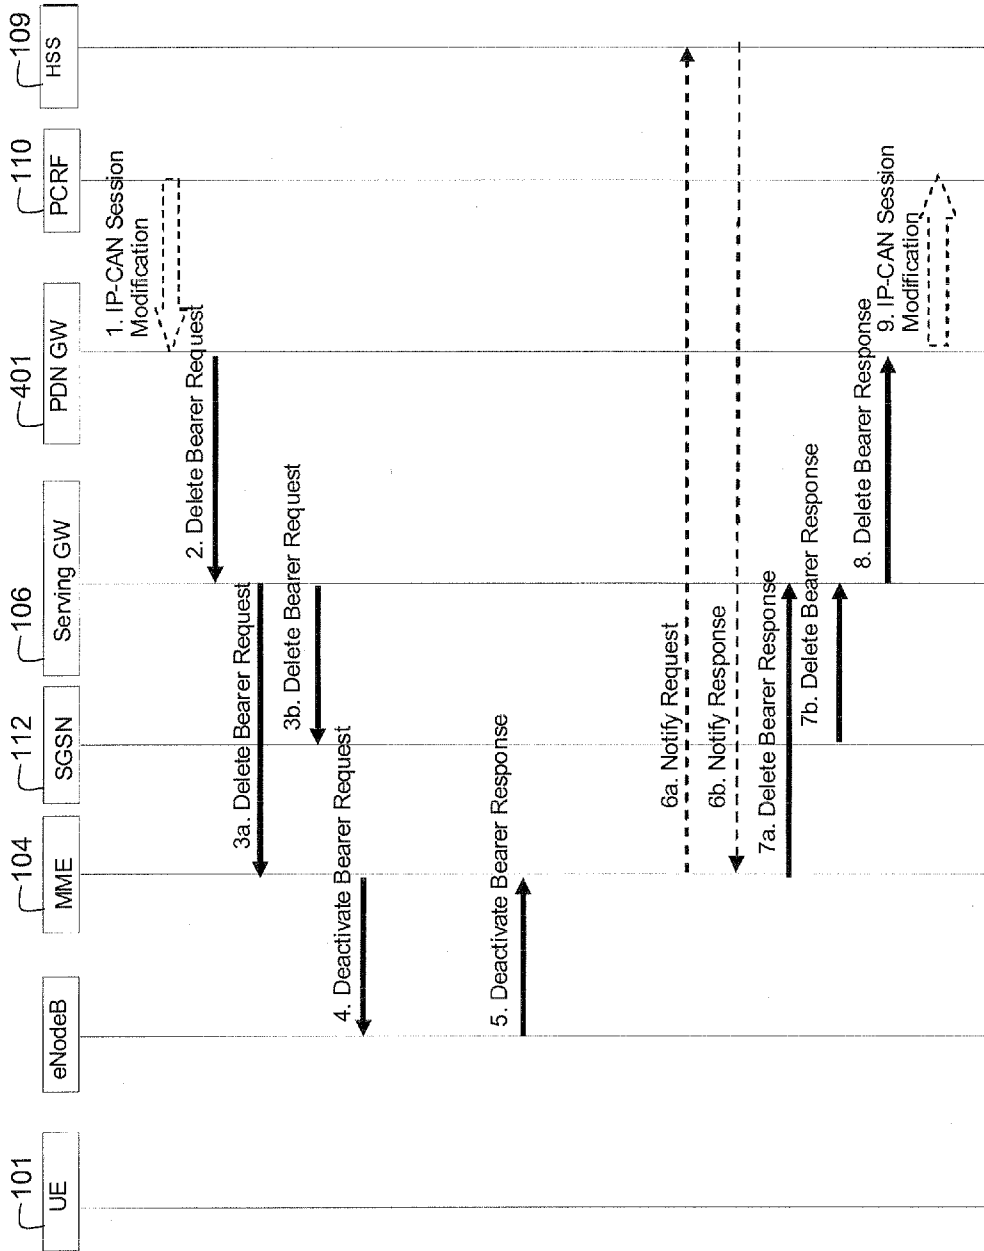 101
UE
eNodeB
104
MME
112
SGSN
106
Serving GW
401
PDN GW
110
PCRF
109
HSS
1. IP-CAN Session
Modification
2. Delete Bearer Request
3a. Delete Bearer Request
3b. Delete Bearer Request
4. Deactivate Bearer Request
5. Deactivate Bearer Response
6a. Notify Request
6b. Notify Response
7a. Delete Bearer Response
7b. Delete Bearer Response
8. Delete Bearer Response
9. IP-CAN Session
Modification